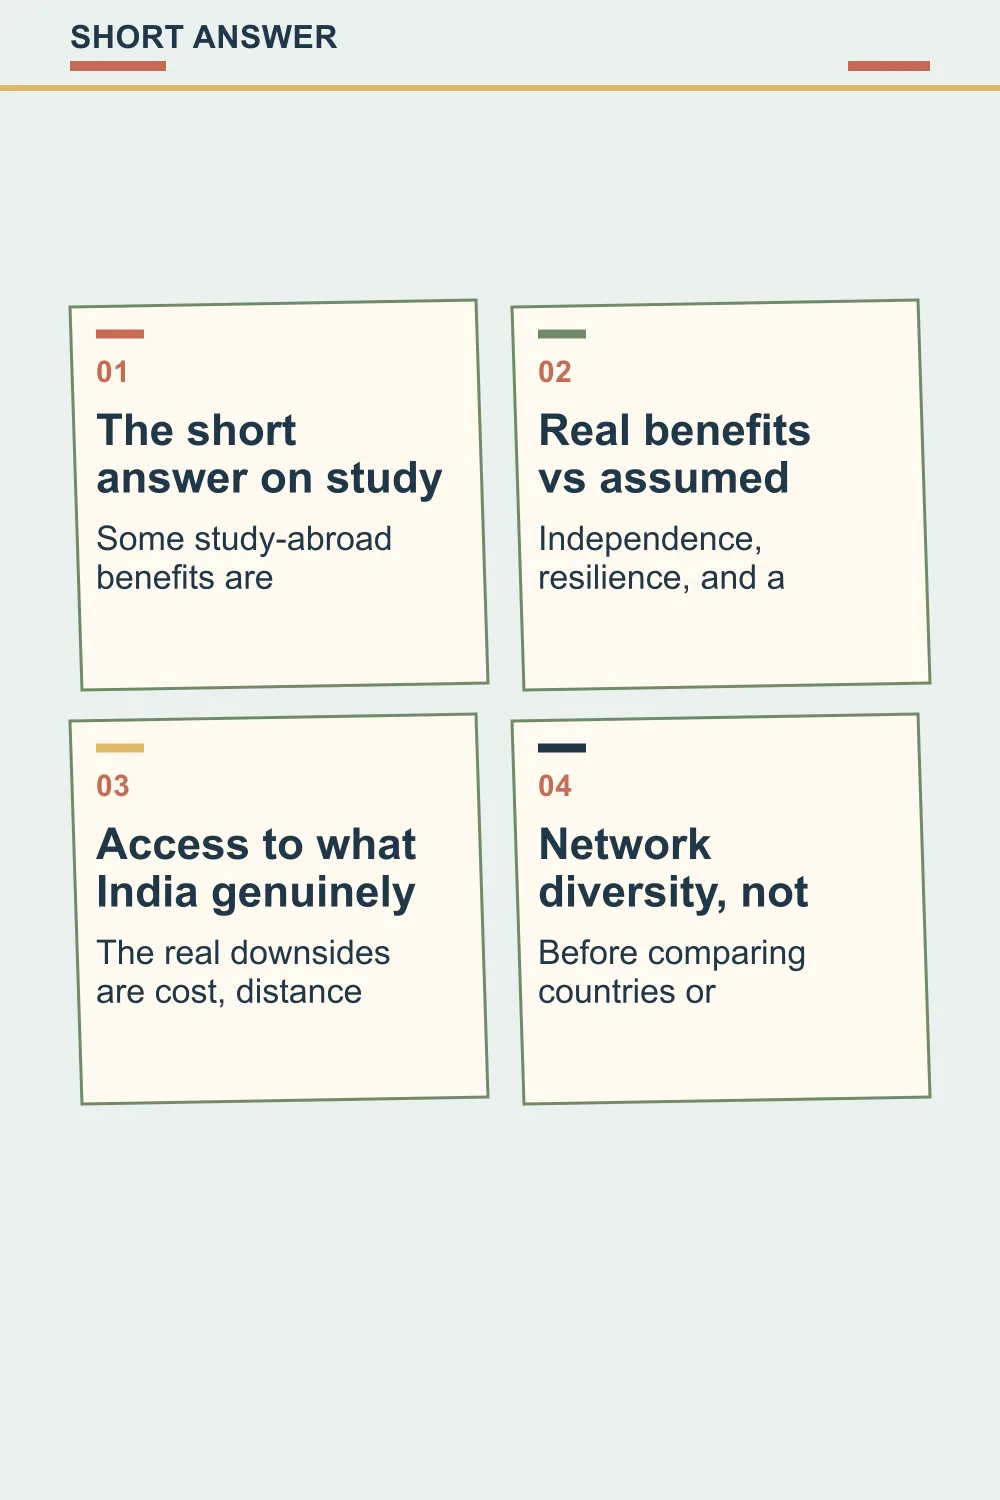 SHORT ANSWER
01
The short
answer on study
Some study-abroad
benefits are
02
Real benefits
vs assumed
Independence,
resilience, and a
03
Access to what
India genuinely
The real downsides
are cost, distance
04
Network
diversity, not
Before comparing
countries or